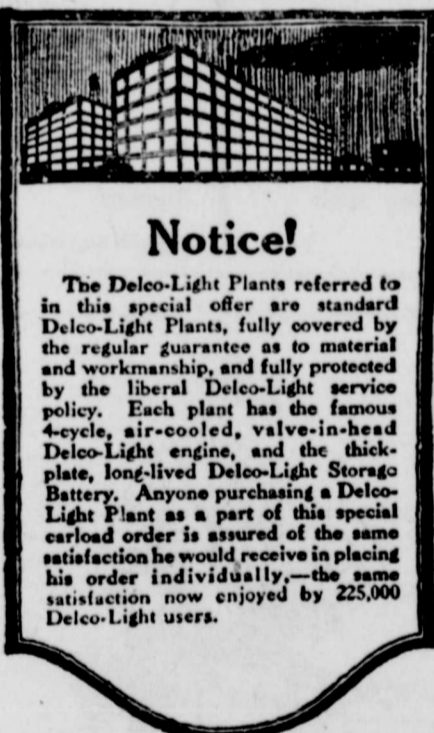 Notice!
The Delco-Light Plants referred to
in this special offer are standard
Delco-Light Plants, fully covered by
the regular guarantee as to material
and workmanship, and fully protected
by the liberal Delco-Light service
policy. Each plant has the famous
4-cycle, air-cooled, valve-in-head
Delco-Light engine, and the thick-
plate, long-lived Delco-Light Storage
Battery. Anyone purchasing a Delco-
Light Plant as a part of this special
carload order is assured of the same
satisfaction he would receive in placing
his order individually,—the same
satisfaction now enjoyed by 225,000
Delco-Light users.